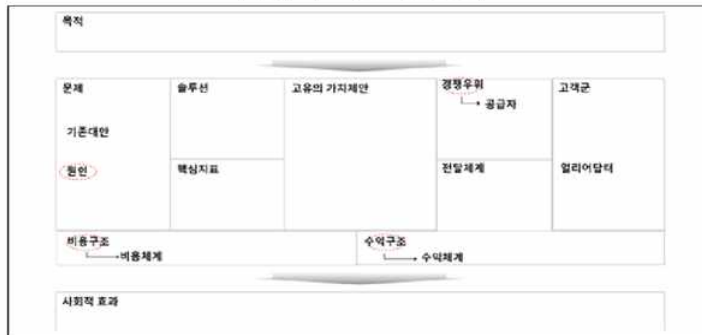 목적
문제
솔루션
고유의 가치제안
경쟁우위
공급자
고객군
기존대안
원인
핵심지표
전달체계
얼리어답터
비용구조
비용체계
수익구조
수익체계
사회적 효과